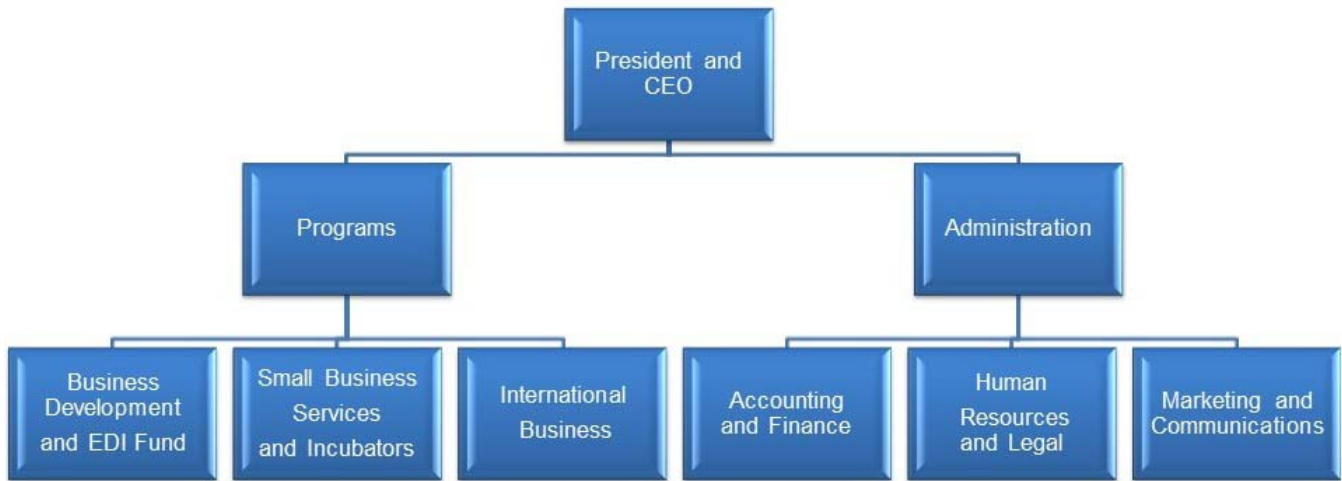 President and
CEO
Programs
Administration
Business
Development
and EDI Fund
Small Business
Services
and Incubators
International
Business
Accounting
and Finance
Human
Resources
and Legal
Marketing and
Communications